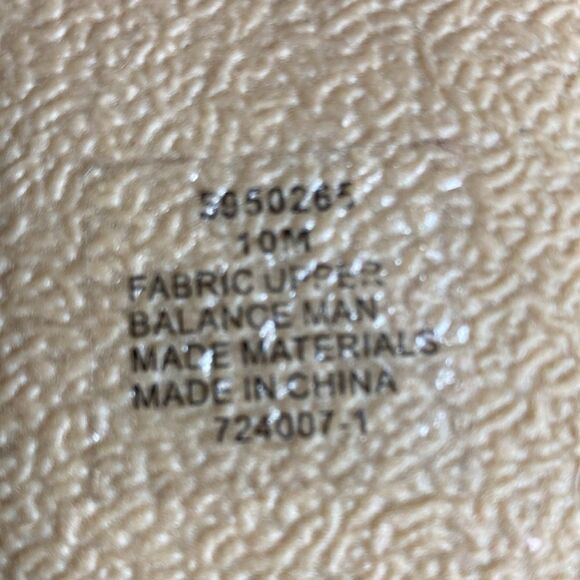 5950265
10M
FABRIC UPPER
BALANCE MAN
MADE MATERIALS
MADE IN CHINA
724007-1